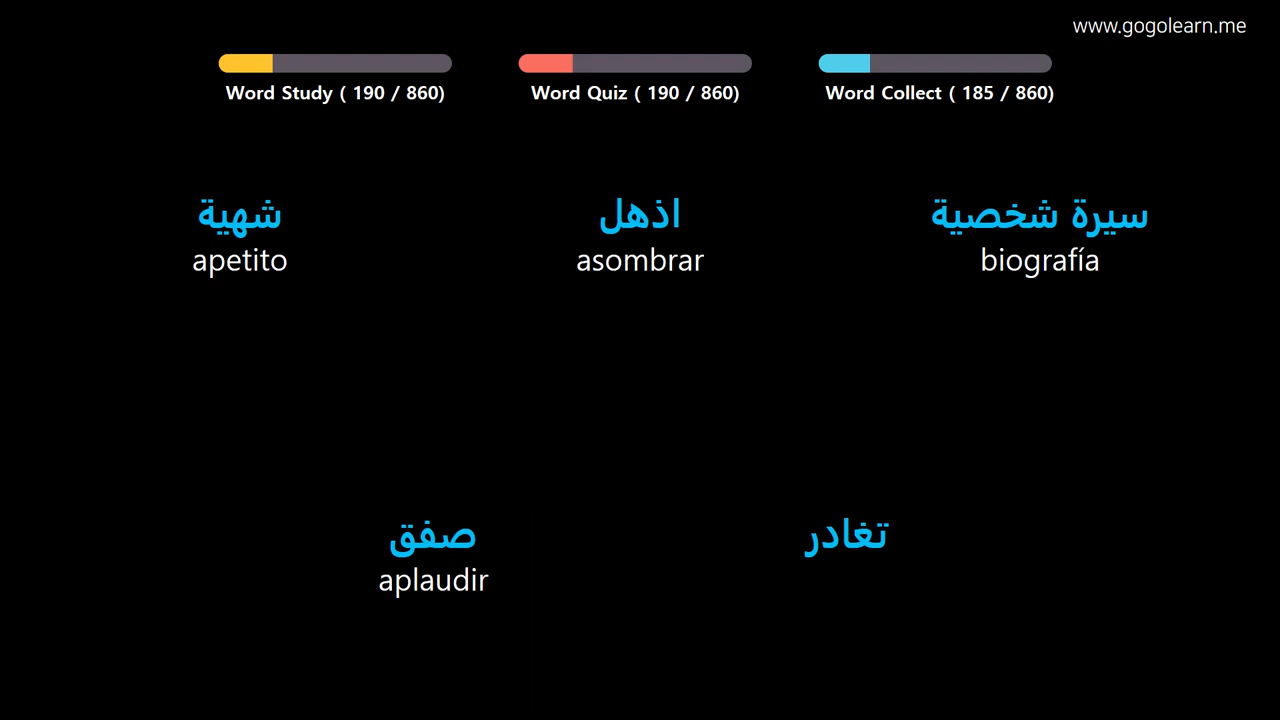 www.gogolearn.me
Word Study ( 190 / 860)
Word Quiz ( 190 / 860)
Word Collect ( 185 / 860)
شهية
apetito
اذهل
asombrar
سيرة شخصية
biografía
صفق
aplaudir
تغادر